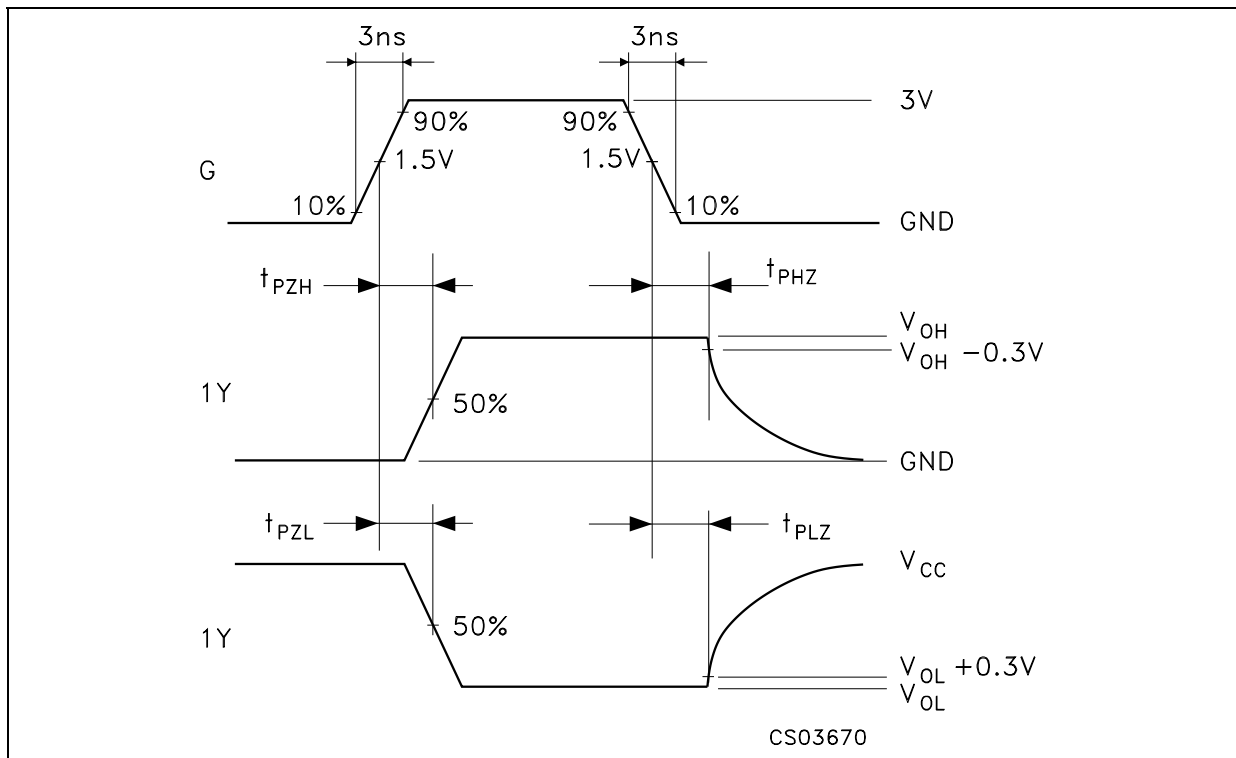 3ns 3ns
3V
90% 90%
G 1.5V 1.5V
10% 10%
GND
tPZH tPHZ
VOH
VOH −0.3V
1Y 50%
GND
tPZL tPLZ
VCC
1Y 50%
VOL +0.3V
VOL
CS03670